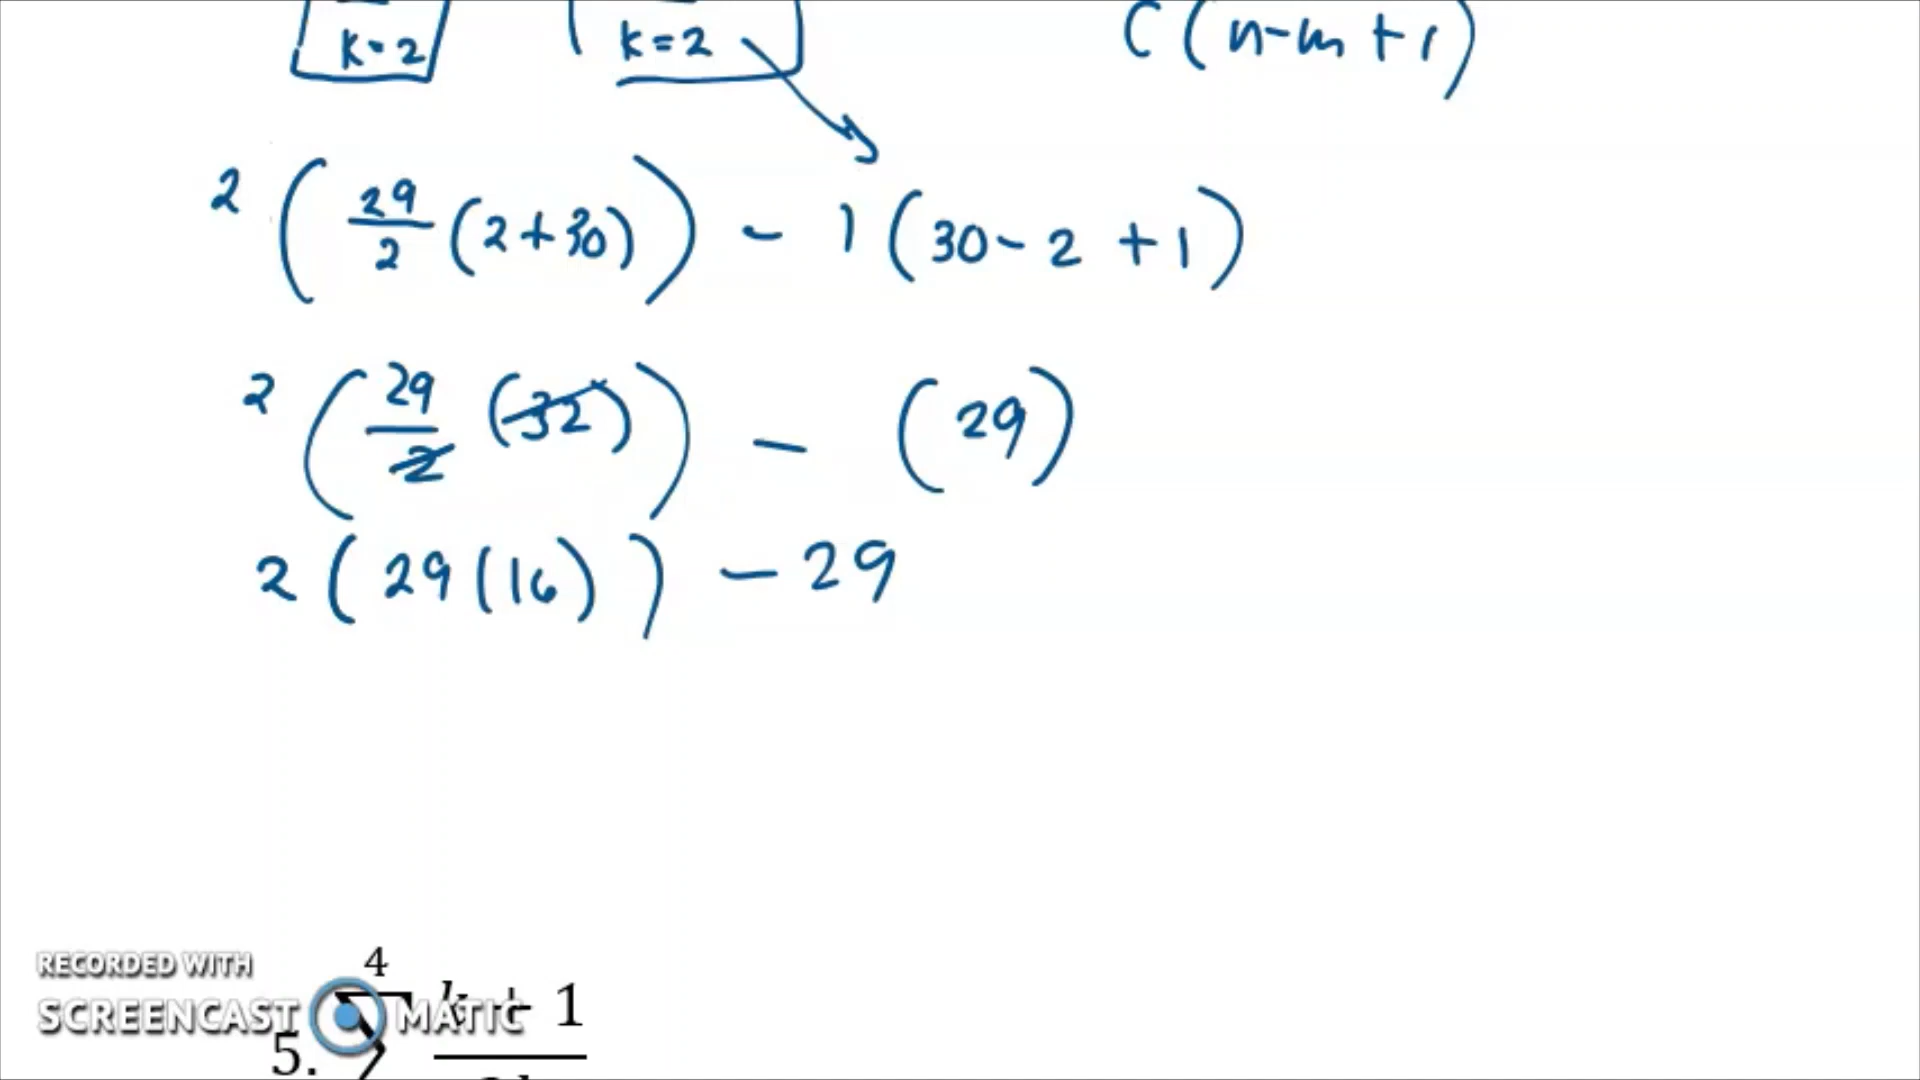 k=2 k=2 C(n-m+1)
2 (29/2 (2+30)) - 1(30-2+1)
2 (29/2 (32)) - (29)
2 (29(16)) - 29
4
RECORDED WITH
SCREENCAST MATIC
5. ∑ k + 1